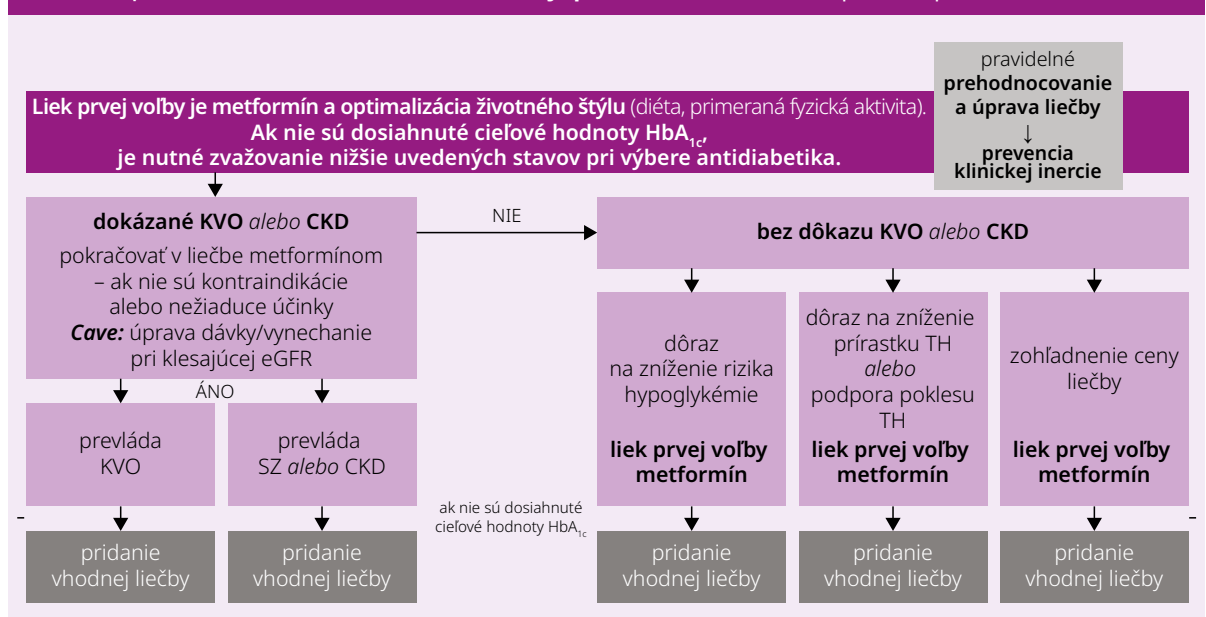 pravidelné
prehodnocovanie
a úprava liečby
↓
prevencia
klinickej inercie
Liek prvej voľby je metformín a optimalizácia životného štýlu (diéta, primeraná fyzická aktivita).
Ak nie sú dosiahnuté cieľové hodnoty HbA1c,
je nutné zvažovanie nižšie uvedených stavov pri výbere antidiabetika.
dokázané KVO alebo CKD
pokračovať v liečbe metformínom
– ak nie sú kontraindikácie
alebo nežiaduce účinky
Cave: úprava dávky/vynechanie
pri klesajúcej eGFR
NIE
bez dôkazu KVO alebo CKD
ÁNO
prevláda
KVO
prevláda
SZ alebo CKD
dôraz
na zníženie rizika
hypoglykémie
liek prvej voľby
metformín
dôraz na zníženie
prírastku TH
alebo
podpora poklesu
TH
liek prvej voľby
metformín
zohľadnenie ceny
liečby
liek prvej voľby
metformín
ak nie sú dosiahnuté
cieľové hodnoty HbA1c
pridanie
vhodnej liečby
pridanie
vhodnej liečby
pridanie
vhodnej liečby
pridanie
vhodnej liečby
pridanie
vhodnej liečby